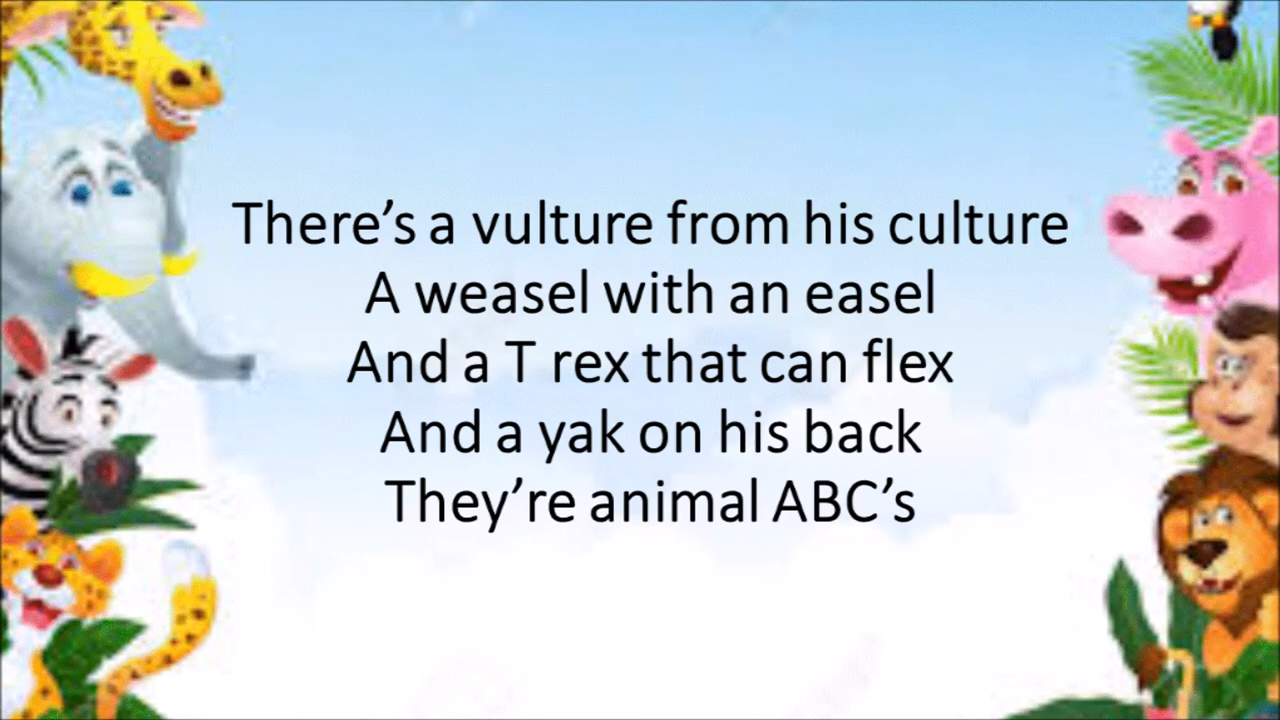 There’s a vulture from his culture
A weasel with an easel
And a T rex that can flex
And a yak on his back
They’re animal ABC’s